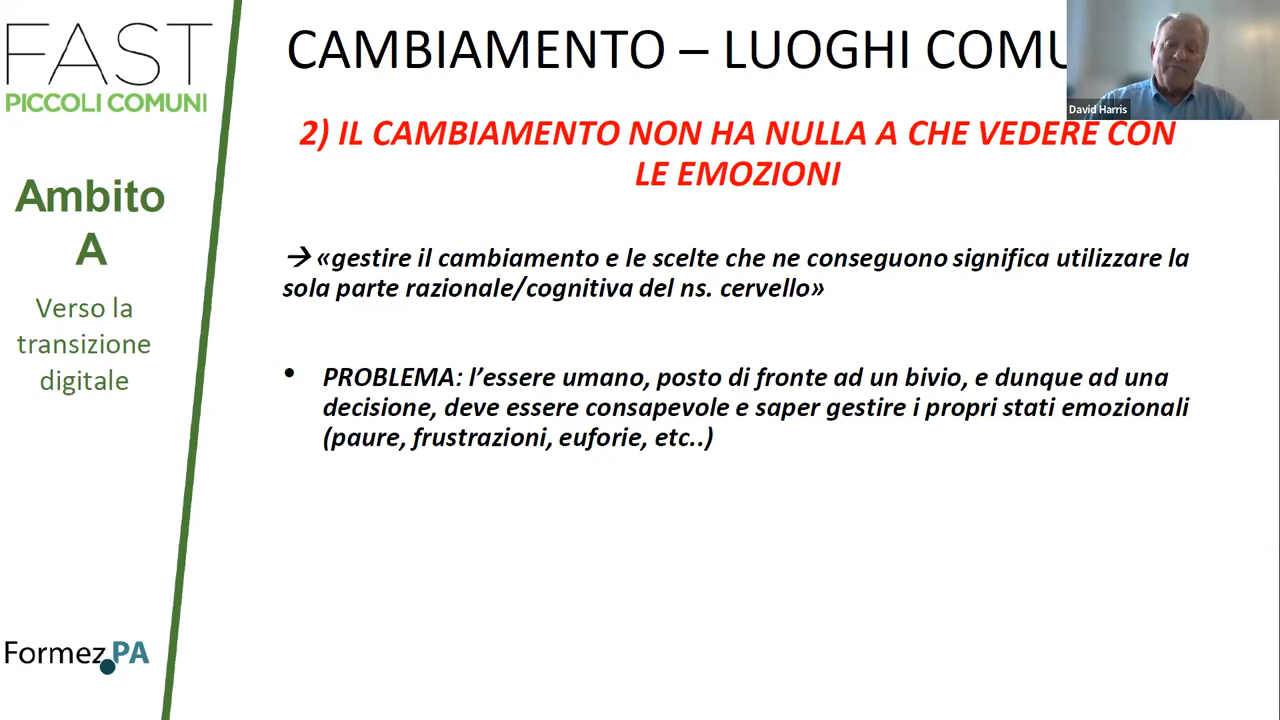 FAST
PICCOLI COMUNI
Ambito
A
Verso la
transizione
digitale
Formez PA
CAMBIAMENTO – LUOGHI
David Harris
2) IL CAMBIAMENTO NON HA NULLA A CHE VEDERE CON
LE EMOZIONI
→ «gestire il cambiamento e le scelte che ne conseguono significa utilizzare la
sola parte razionale/cognitiva del ns. cervello»
• PROBLEMA: l’essere umano, posto di fronte ad un bivio, e dunque ad una
decisione, deve essere consapevole e saper gestire i propri stati emozionali
(paure, frustrazioni, euforie, etc..)